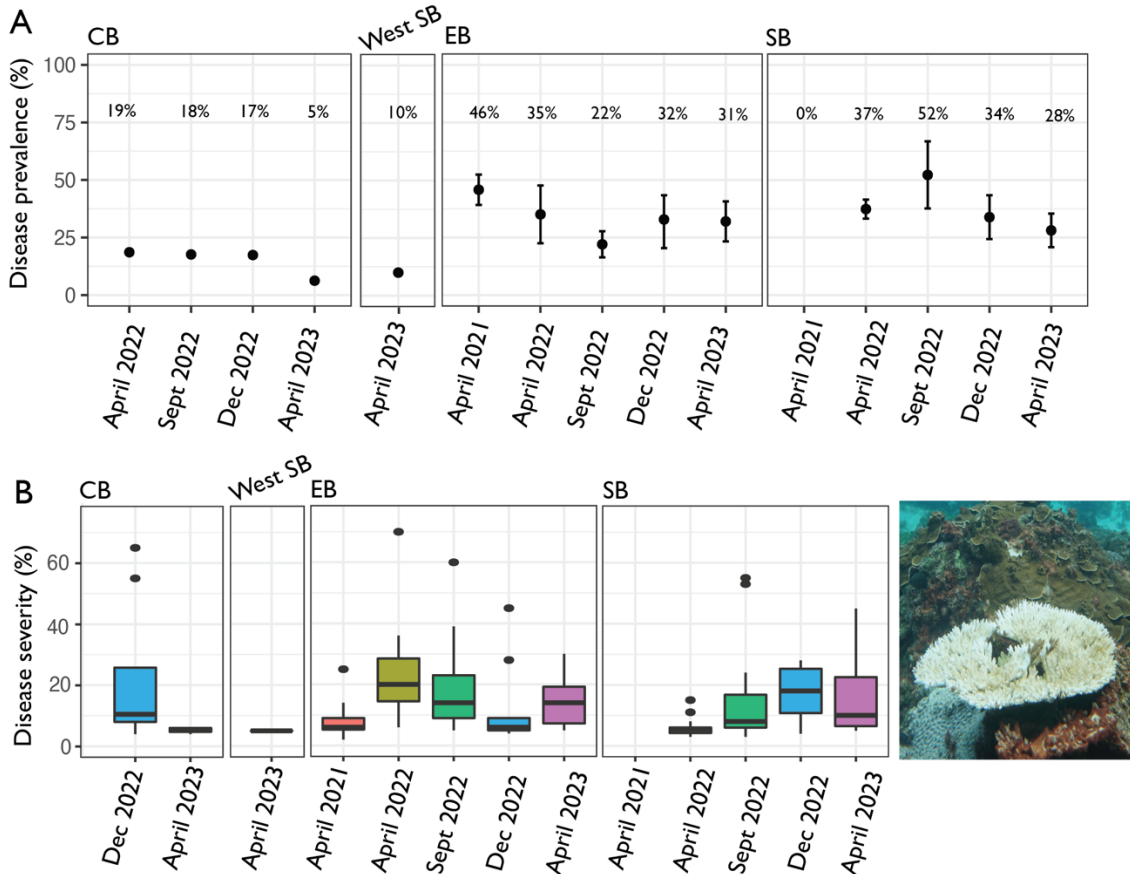 A
CB
West SB
EB
SB
Disease prevalence (%)
100
75
50
25
0
19%
18%
17%
5%
10%
46%
35%
22%
32%
31%
0%
37%
52%
34%
28%
April 2022
Sept 2022
Dec 2022
April 2023
April 2023
April 2021
April 2022
Sept 2022
Dec 2022
April 2023
April 2021
April 2022
Sept 2022
Dec 2022
April 2023
B
CB
West SB
EB
SB
Disease severity (%)
60
40
20
0
Dec 2022
April 2023
April 2023
April 2021
April 2022
Sept 2022
Dec 2022
April 2023
April 2021
April 2022
Sept 2022
Dec 2022
April 2023